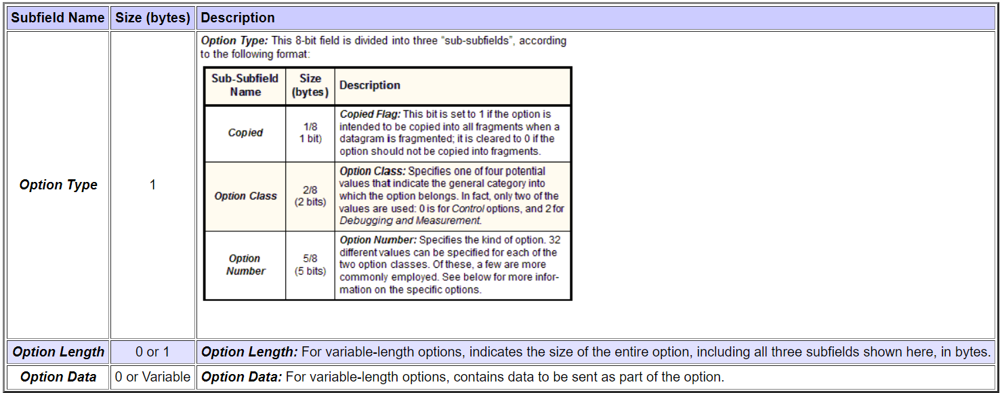 Subfield Name Size (bytes) Description
Option Type 1
Option Type: This 8-bit field is divided into three “sub-subfields”, according
to the following format:
Sub-Subfield Name Size (bytes) Description
Copied 1/8 1 bit)
Copied Flag: This bit is set to 1 if the option is
intended to be copied into all fragments when a
datagram is fragmented; it is cleared to 0 if the
option should not be copied into fragments.
Option Class 2/8 (2 bits)
Option Class: Specifies one of four potential
values that indicate the general category into
which the option belongs. In fact, only two of the
values are used: 0 is for Control options, and 2 for
Debugging and Measurement.
Option Number 5/8 (5 bits)
Option Number: Specifies the kind of option. 32
different values can be specified for each of the
two option classes. Of these, a few are more
commonly employed. See below for more infor-
mation on the specific options.
Option Length 0 or 1 Option Length: For variable-length options, indicates the size of the entire option, including all three subfields shown here, in bytes.
Option Data 0 or Variable Option Data: For variable-length options, contains data to be sent as part of the option.